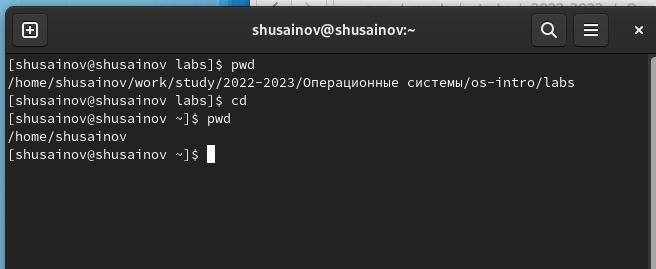 shusainov@shusainov:~
[shusainov@shusainov labs]$ pwd
/home/shusainov/work/study/2022-2023/Операционные системы/os-intro/labs
[shusainov@shusainov labs]$ cd
[shusainov@shusainov ~]$ pwd
/home/shusainov
[shusainov@shusainov ~]$